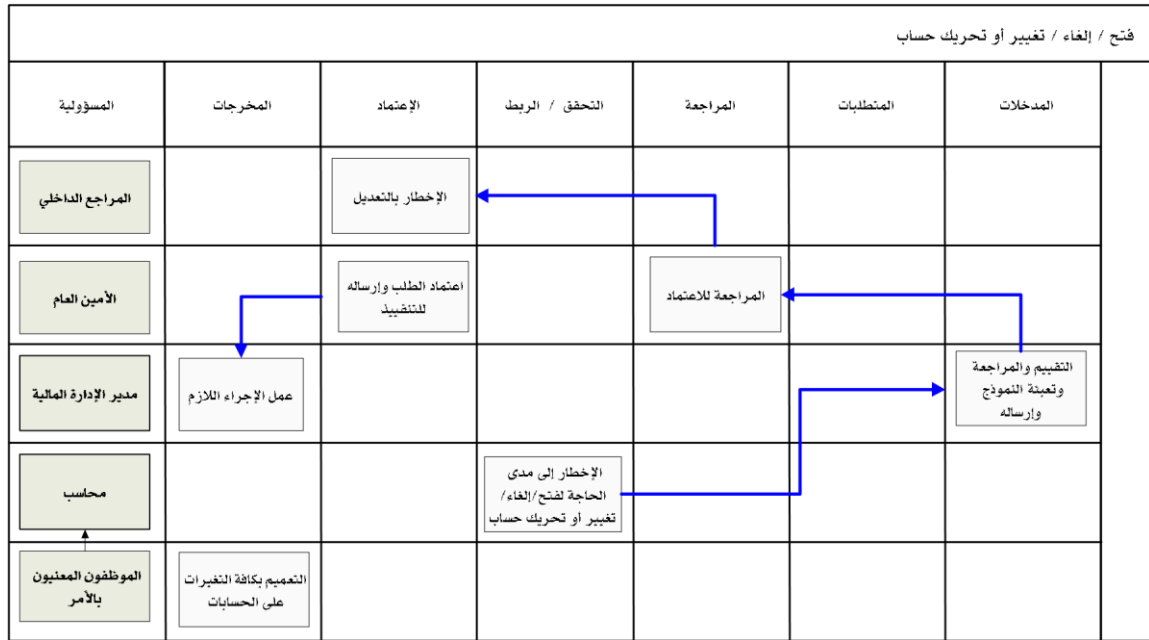 فتح / إلغاء / تغيير أو تحريك حساب
المدخلات
المتطلبات
المراجعة
التحقق / الربط
الإعتماد
المخرجات
المسؤولية
الإخطار بالتعديل
المراجع الداخلي
المراجعة للاعتماد
اعتماد الطلب وإرساله
للتنفييذ
الأمين العام
التقييم والمراجعة
وتعبئة النموذج
وإرساله
عمل الإجراء اللازم
مدير الإدارة المالية
الإخطار إلى مدى
الحاجة لفتح/إلغاء/
تغيير أو تحريك حساب
محاسب
التعميم بكافة التغيرات
على الحسابات
الموظفون المعنيون
بالأمر